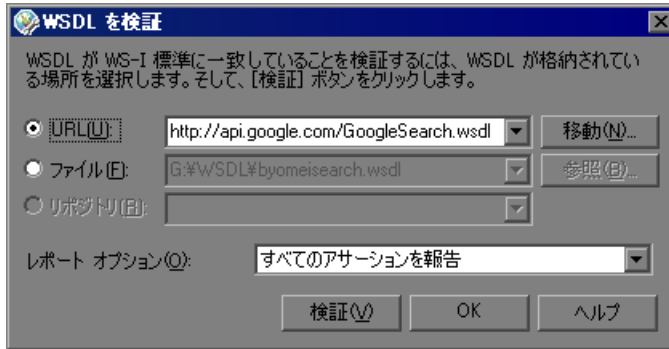 WSDL を検証
WSDL が WS-I 標準に一致していることを検証するには、WSDL が格納されてい
る場所を選択します。そして、[検証] ボタンをクリックします。
URL(U): http://api.google.com/GoogleSearch.wsdl 移動(N)...
ファイル(F): G:¥WSDL¥byomeisearch.wsdl 参照(B)...
リポジトリ(R):
レポート オプション(O): すべてのアサーションを報告
検証(V) OK ヘルプ